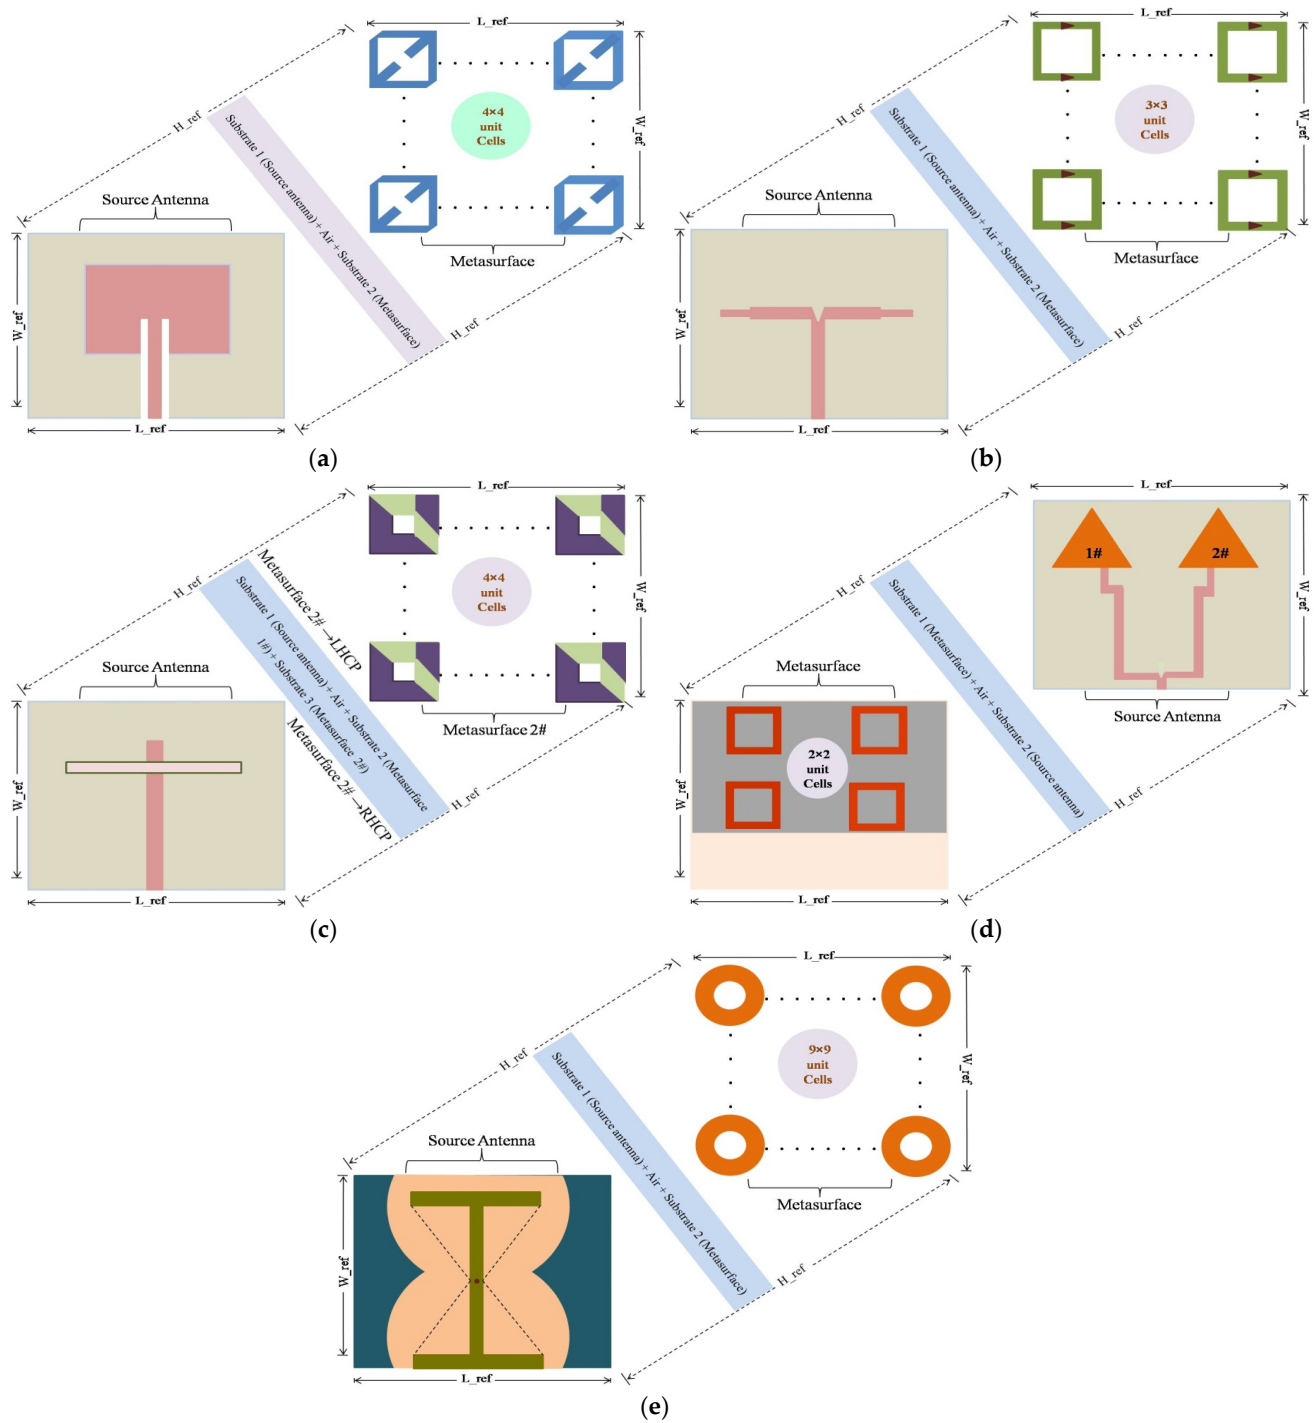 L_ref
H_ref
Substrate 1 (Source antenna) + Air + Substrate 2 (Metasurface)
4×4
unit
Cells
W_ref
Source Antenna
Metasurface
W_ref
H_ref
L_ref
(a)
L_ref
H_ref
Substrate 1 (Source antenna) + Air + Substrate 2 (Metasurface)
3×3
unit
Cells
W_ref
Source Antenna
Metasurface
W_ref
H_ref
L_ref
(b)
L_ref
H_ref
Metasurface 2# →LHCP
Substrate 1 (Source antenna) + Air + Substrate 2 (Metasurface
1#) + Substrate 3 (Metasurface 2#)
Metasurface 2# →RHCP
4×4
unit
Cells
W_ref
Source Antenna
Metasurface 2#
W_ref
H_ref
L_ref
(c)
L_ref
1#
2#
W_ref
H_ref
Substrate 1 (Metasurface) + Air + Substrate 2 (Source antenna)
Metasurface
Source Antenna
2×2
unit
Cells
W_ref
H_ref
L_ref
(d)
L_ref
H_ref
Substrate 1 (Source antenna) + Air + Substrate 2 (Metasurface)
9×9
unit
Cells
W_ref
Source Antenna
Metasurface
W_ref
H_ref
L_ref
(e)